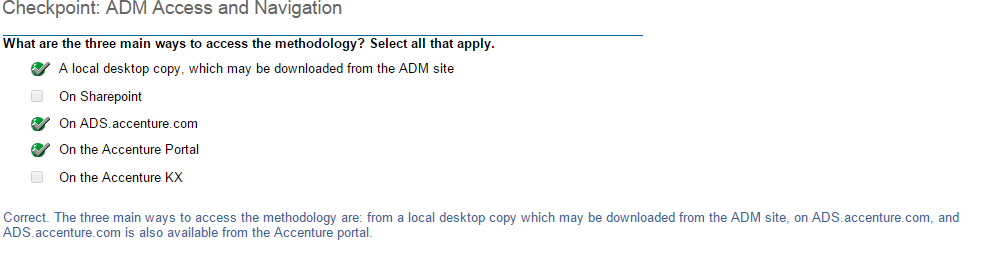 Checkpoint: ADM Access and Navigation
What are the three main ways to access the methodology? Select all that apply.
A local desktop copy, which may be downloaded from the ADM site
On Sharepoint
On ADS.accenture.com
On the Accenture Portal
On the Accenture KX
Correct. The three main ways to access the methodology are: from a local desktop copy which may be downloaded from the ADM site, on ADS.accenture.com, and
ADS.accenture.com is also available from the Accenture portal.